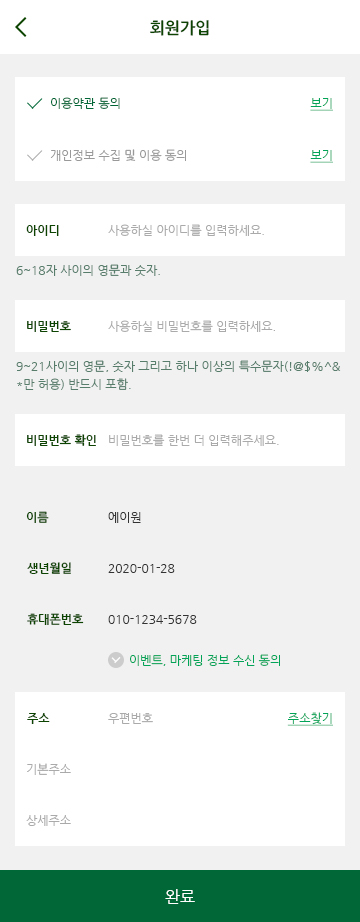 회원가입
이용약관 동의 보기
개인정보 수집 및 이용 동의 보기
아이디 사용하실 아이디를 입력하세요.
6~18자 사이의 영문과 숫자.
비밀번호 사용하실 비밀번호를 입력하세요.
9~21사이의 영문, 숫자 그리고 하나 이상의 특수문자(!@$%^&
*만 허용) 반드시 포함.
비밀번호 확인 비밀번호를 한번 더 입력해주세요.
이름 에이원
생년월일 2020-01-28
휴대폰번호 010-1234-5678
이벤트, 마케팅 정보 수신 동의
주소 우편번호 주소찾기
기본주소
상세주소
완료